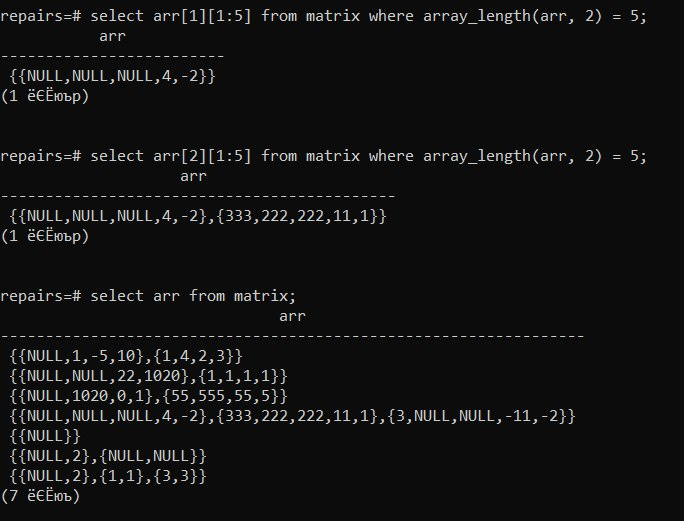 repairs=# select arr[1][1:5] from matrix where array_length(arr, 2) = 5;
arr
-------------------------
{{NULL,NULL,NULL,4,-2}}
(1 ёЄЁюър)
repairs=# select arr[2][1:5] from matrix where array_length(arr, 2) = 5;
arr
--------------------------------------------
{{NULL,NULL,NULL,4,-2},{333,222,222,11,1}}
(1 ёЄЁюър)
repairs=# select arr from matrix;
arr
-----------------------------------------------------------------
{{NULL,1,-5,10},{1,4,2,3}}
{{NULL,NULL,22,1020},{1,1,1,1}}
{{NULL,1020,0,1},{55,555,55,5}}
{{NULL,NULL,NULL,4,-2},{333,222,222,11,1},{3,NULL,NULL,-11,-2}}
{{NULL}}
{{NULL,2},{NULL,NULL}}
{{NULL,2},{1,1},{3,3}}
(7 ёЄЁюъ)